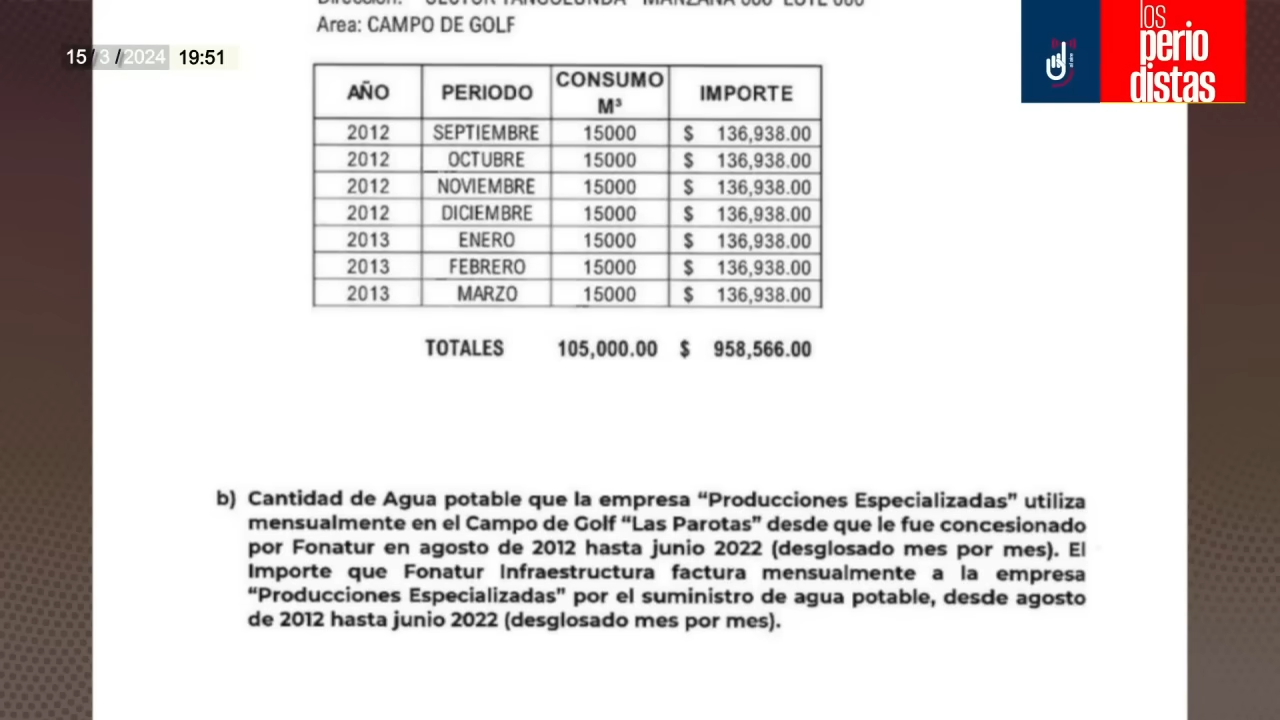 Area: CAMPO DE GOLF
15/3/2024 19:51
los
perio
distas
AÑO PERIODO CONSUMO M³ IMPORTE
2012 SEPTIEMBRE 15000 $ 136,938.00
2012 OCTUBRE 15000 $ 136,938.00
2012 NOVIEMBRE 15000 $ 136,938.00
2012 DICIEMBRE 15000 $ 136,938.00
2013 ENERO 15000 $ 136,938.00
2013 FEBRERO 15000 $ 136,938.00
2013 MARZO 15000 $ 136,938.00
TOTALES 105,000.00 $ 958,566.00
b) Cantidad de Agua potable que la empresa “Producciones Especializadas” utiliza
mensualmente en el Campo de Golf “Las Parotas” desde que le fue concesionado
por Fonatur en agosto de 2012 hasta junio 2022 (desglosado mes por mes). El
Importe que Fonatur Infraestructura factura mensualmente a la empresa
“Producciones Especializadas” por el suministro de agua potable, desde agosto
de 2012 hasta junio 2022 (desglosado mes por mes).